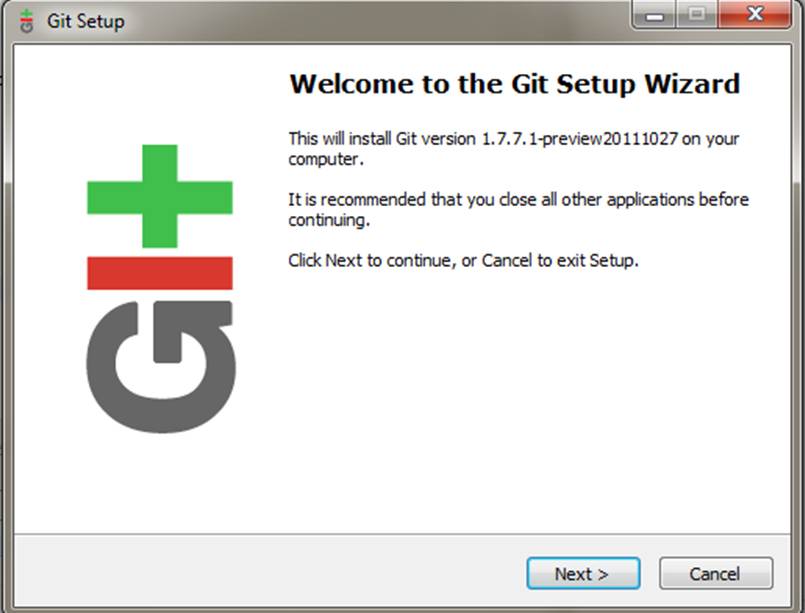 Git Setup
Welcome to the Git Setup Wizard
This will install Git version 1.7.7.1-preview20111027 on your
computer.
It is recommended that you close all other applications before
continuing.
Click Next to continue, or Cancel to exit Setup.
GIt
Next >
Cancel